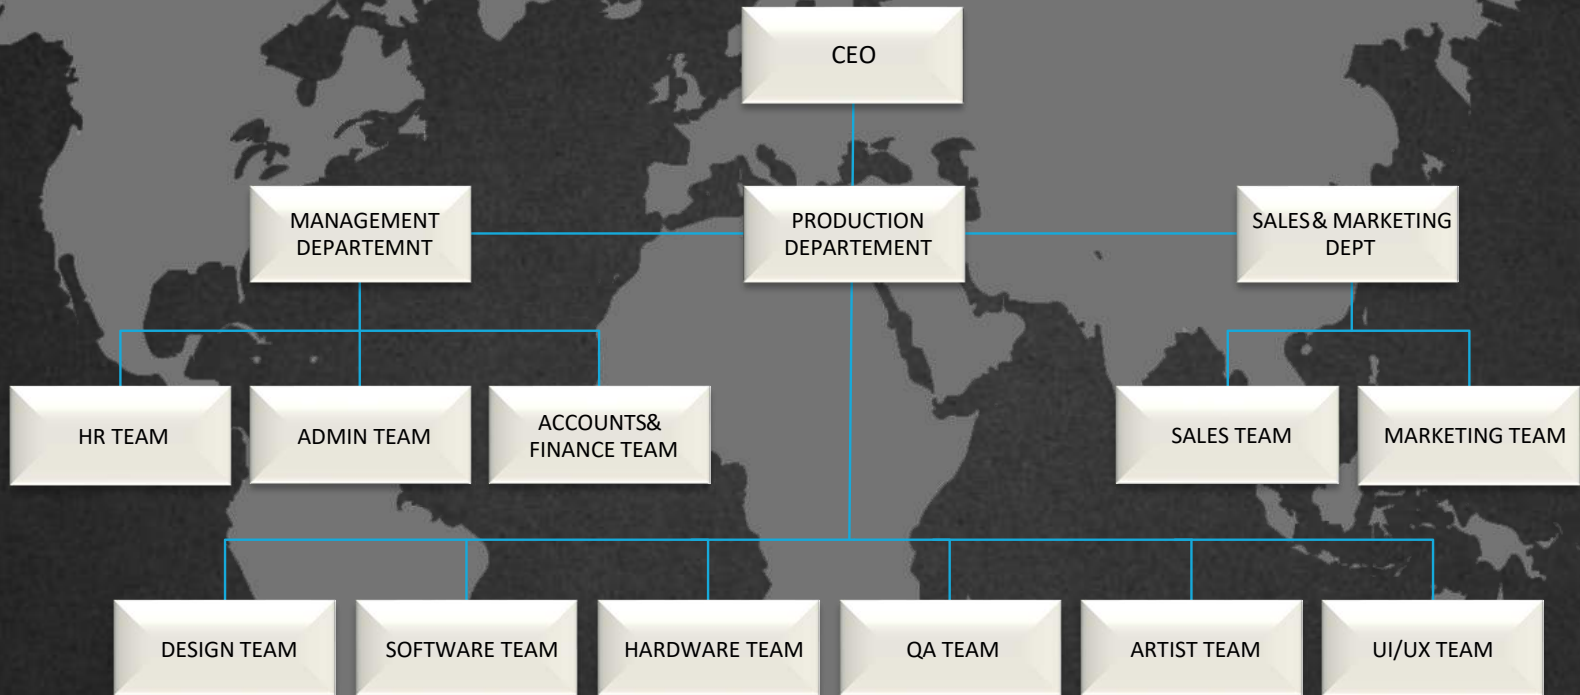 CEO
MANAGEMENT
DEPARTEMNT
PRODUCTION
DEPARTEMENT
SALES & MARKETING
DEPT
HR TEAM
ADMIN TEAM
ACCOUNTS&
FINANCE TEAM
SALES TEAM
MARKETING TEAM
DESIGN TEAM
SOFTWARE TEAM
HARDWARE TEAM
QA TEAM
ARTIST TEAM
UI/UX TEAM